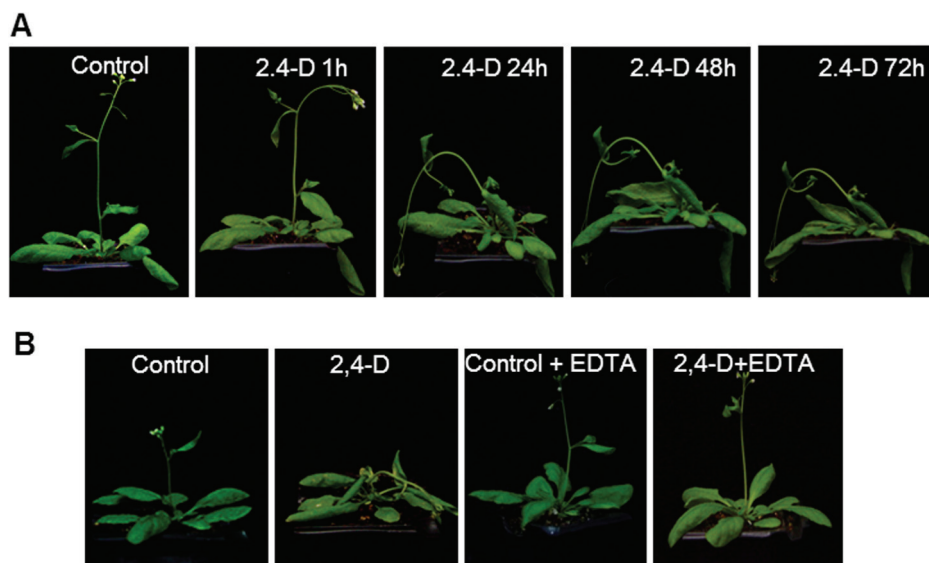 A
Control
2.4-D 1h
2.4-D 24h
2.4-D 48h
2.4-D 72h
B
Control
2,4-D
Control + EDTA
2,4-D+EDTA